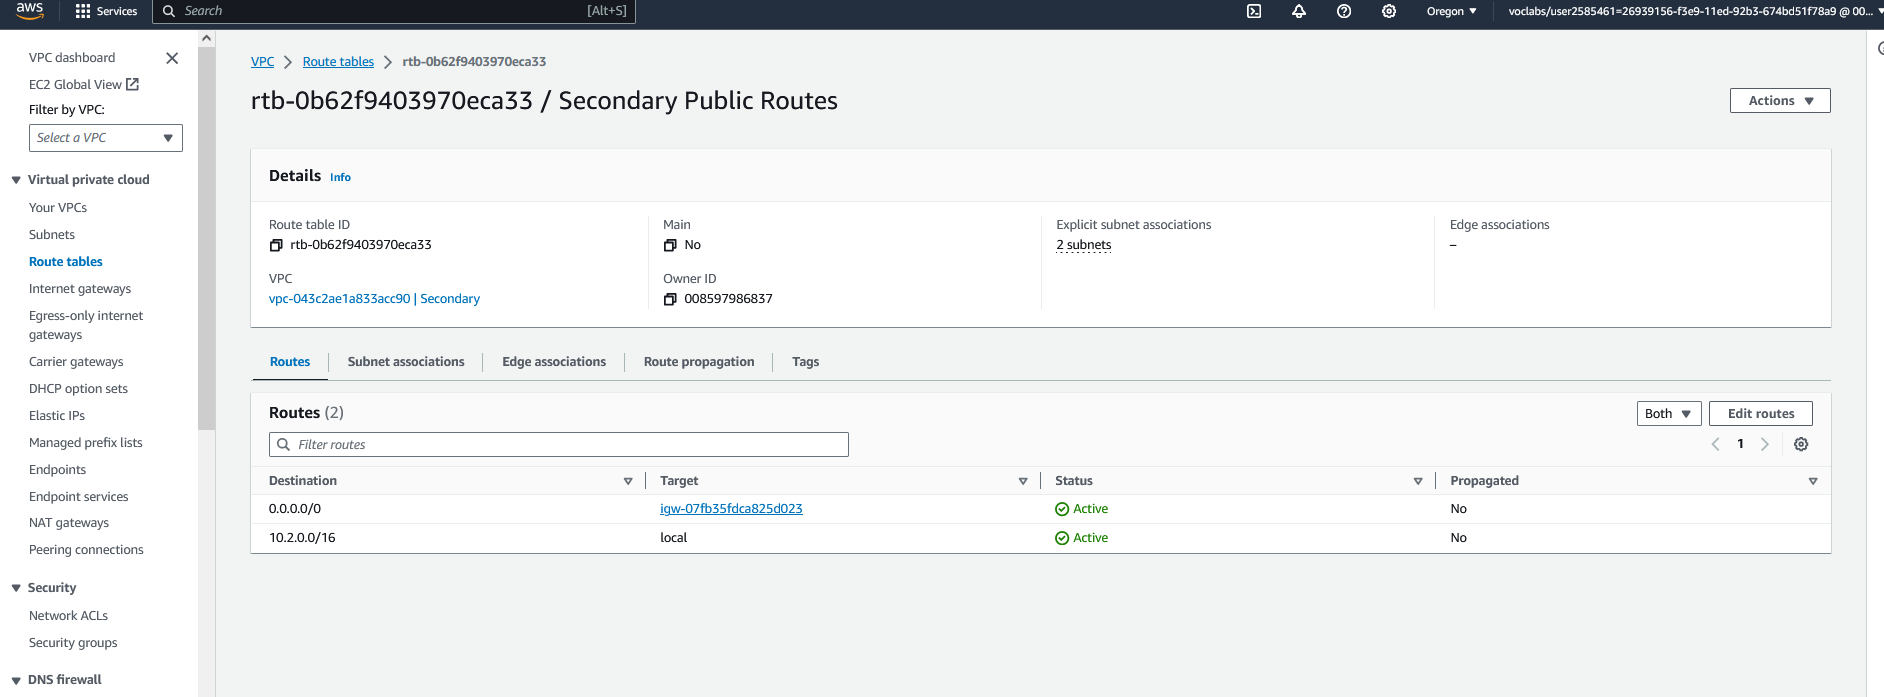 aws
Services
Search
[Alt+S]
Oregon
voclabs/user2585461=26939156-f3e9-11ed-92b3-674bd51f78a9 @ 00...
VPC dashboard
EC2 Global View
Filter by VPC:
Select a VPC
Virtual private cloud
Your VPCs
Subnets
Route tables
Internet gateways
Egress-only internet
gateways
Carrier gateways
DHCP option sets
Elastic IPs
Managed prefix lists
Endpoints
Endpoint services
NAT gateways
Peering connections
Security
Network ACLs
Security groups
DNS firewall
VPC > Route tables > rtb-0b62f9403970eca33
rtb-0b62f9403970eca33 / Secondary Public Routes
Actions
Details Info
Route table ID
rtb-0b62f9403970eca33
VPC
vpc-043c2ae1a833acc90 | Secondary
Main
No
Owner ID
008597986837
Explicit subnet associations
2 subnets
Edge associations
–
Routes Subnet associations Edge associations Route propagation Tags
Routes (2)
Both
Edit routes
Filter routes
1
Destination Target Status Propagated
0.0.0.0/0 igw-07fb35fdca825d023 Active No
10.2.0.0/16 local Active No